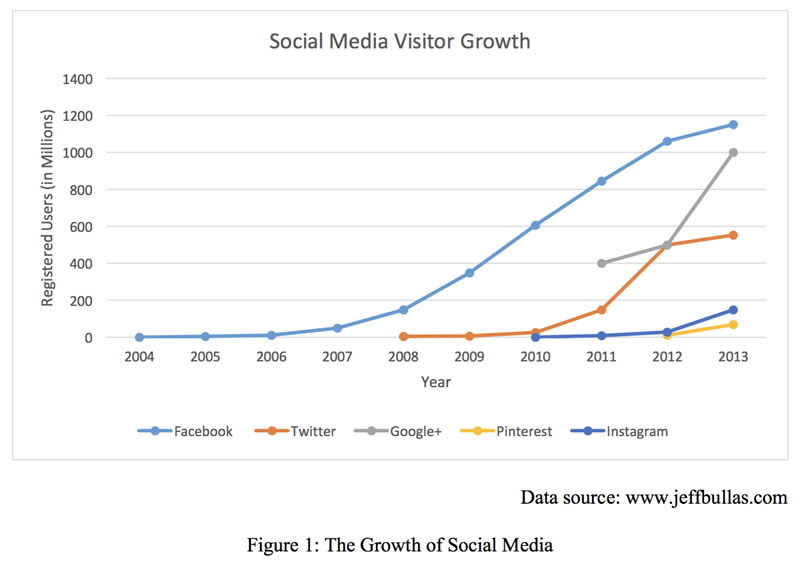 Social Media Visitor Growth
Registered Users (in Millions)
1400
1200
1000
800
600
400
200
0
2004 2005 2006 2007 2008 2009 2010 2011 2012 2013
Year
Facebook Twitter Google+ Pinterest Instagram
Data source: www.jeffbullas.com
Figure 1: The Growth of Social Media